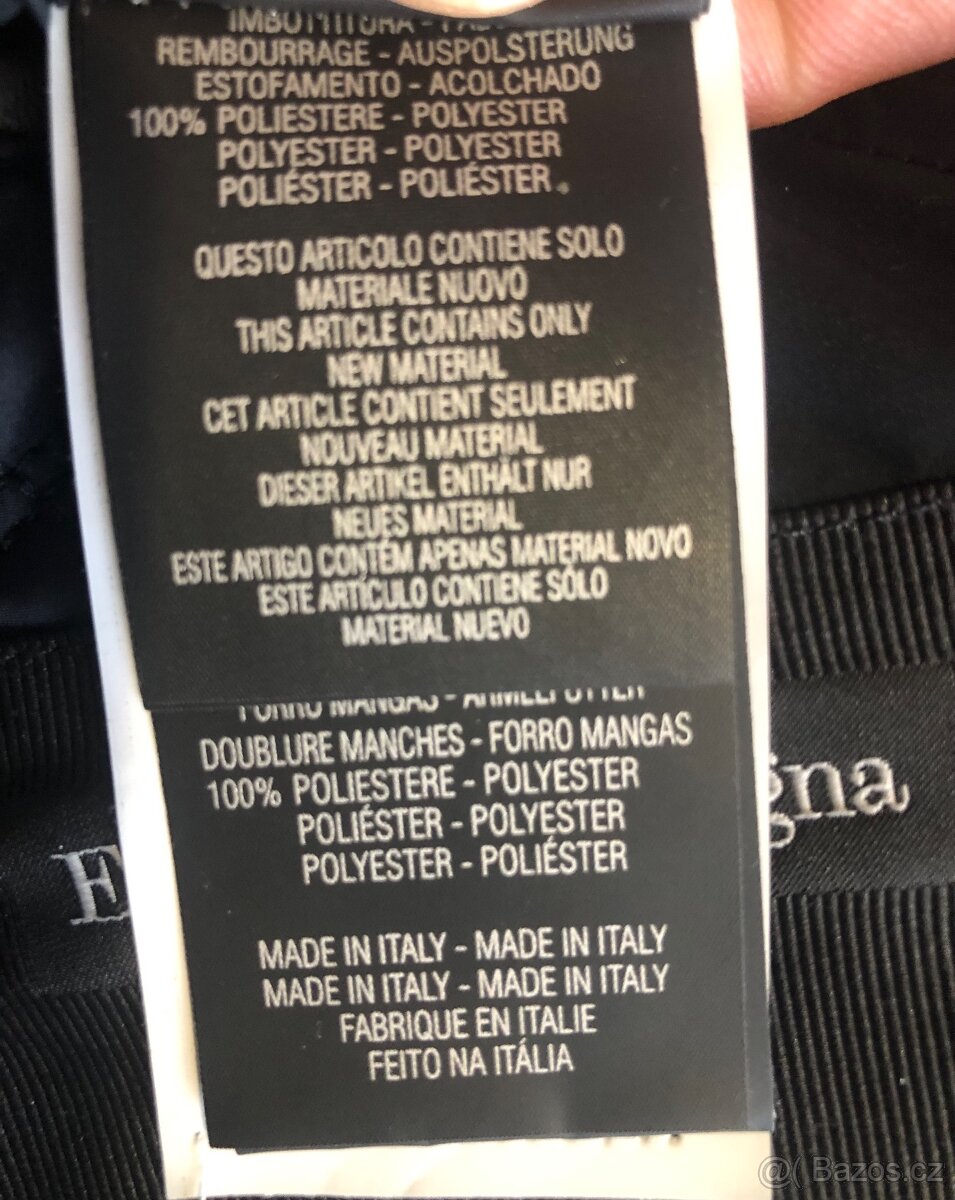 REMBOURRAGE - AUSPOLSTERUNG
ESTOFAMENTO - ACOLCHADO
100% POLIESTERE - POLYESTER
POLYESTER - POLYESTER
POLIÉSTER - POLIÉSTER.
QUESTO ARTICOLO CONTIENE SOLO
MATERIALE NUOVO
THIS ARTICLE CONTAINS ONLY
NEW MATERIAL
CET ARTICLE CONTIENT SEULEMENT
NOUVEAU MATERIAL
DIESER ARTIKEL ENTHÄLT NUR
NEUES MATERIAL
ESTE ARTIGO CONTÉM APENAS MATERIAL NOVO
ESTE ARTÍCULO CONTIENE SÓLO
MATERIAL NUEVO
FORRO MANGAS - ÄRMELFUTTER
DOUBLURE MANCHES - FORRO MANGAS
100% POLIESTERE - POLYESTER
POLIÉSTER - POLYESTER
POLYESTER - POLIÉSTER
E gna
MADE IN ITALY - MADE IN ITALY
MADE IN ITALY - MADE IN ITALY
FABRIQUE EN ITALIE
FEITO NA ITÁLIA
@( Bazos.cz